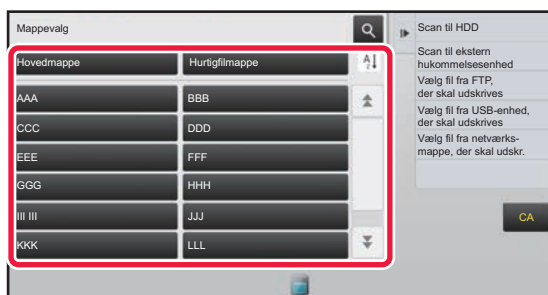 Mappevalg
Hovedmappe
Hurtigfilmappe
AAA
BBB
CCC
DDD
EEE
FFF
GGG
HHH
III III
JJJ
KKK
LLL
A
Z
Scan til HDD
Scan til ekstern
hukommelsesenhed
Vælg fil fra FTP,
der skal udskrives
Vælg fil fra USB-enhed,
der skal udskrives
Vælg fil fra netværks-
mappe, der skal udskr.
CA